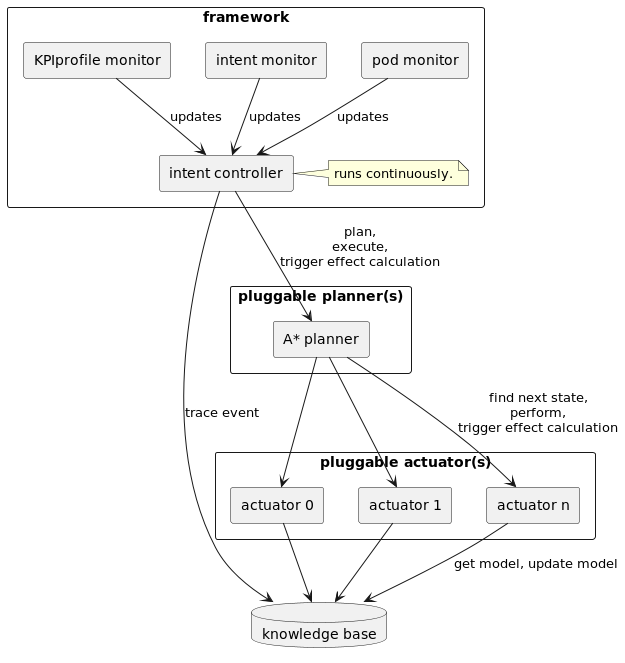 framework
KPIprofile monitor
intent monitor
pod monitor
updates
updates
updates
intent controller
runs continuously.
plan,
execute,
trigger effect calculation
pluggable planner(s)
A* planner
trace event
find next state,
perform,
trigger effect calculation
pluggable actuator(s)
actuator 0
actuator 1
actuator n
get model, update model
knowledge base